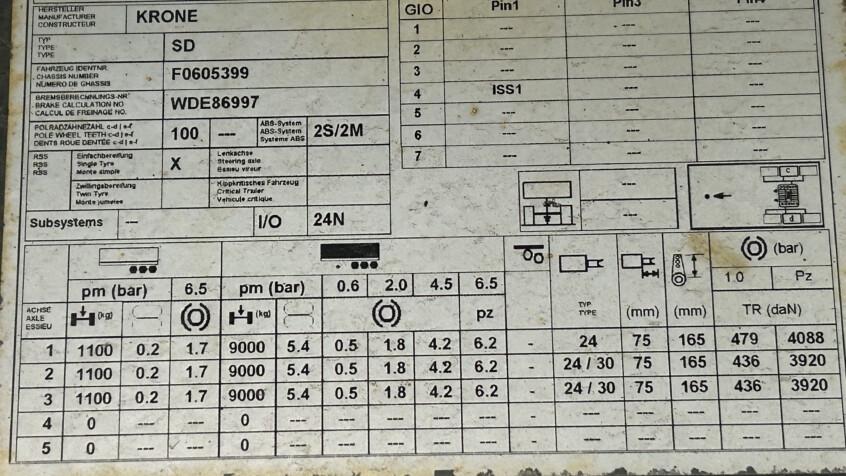 HERSTELLER
MANUFACTURER
CONSTRUCTEUR
KRONE
TYP
TYPE
TYPE
SD
FAHRZEUG IDENTNR.
CHASSIS NUMBER
NUMERO DE CHASSIS
F0605399
BREMSBERECHNUNGS-NR
BRAKE CALCULATION NO
CALCUL DE FREINAGE NO.
WDE86997
POLRADZÄHNEZAHL c-d | e-f
POLE WHEEL TEETH c-d | e-f
DENTS ROUE DENTÉE c-d | e-f
100 ---
ABS-System
ABS-System
Système ABS
2S/2M
RSS
RSS
RSS
Einfachbereifung
Single Tyre
Monte simple
X
Lenkachse
Steering axle
Essieu vireur
Zwillingsbereifung
Twin Tyre
Monte jumelée
Kippkritisches Fahrzeug
Critical Trailer
Vehicule critique
Subsystems --- I/O 24N
GIO Pin1 Pin3
1 --- --- ---
2 --- --- ---
3 --- --- ---
4 ISS1 --- ---
5 --- --- ---
6 --- --- ---
7 --- --- ---
---
---
c
d
pm (bar) 6.5 pm (bar) 0.6 2.0 4.5 6.5
(bar)
1.0 Pz
ACHSE
AXLE
ESSIEU
(kg) (kg) pz
TYP
TYPE
(mm) (mm) TR (daN)
1 1100 0.2 1.7 9000 5.4 0.5 1.8 4.2 6.2 - 24 75 165 479 4088
2 1100 0.2 1.7 9000 5.4 0.5 1.8 4.2 6.2 - 24 / 30 75 165 436 3920
3 1100 0.2 1.7 9000 5.4 0.5 1.8 4.2 6.2 - 24 / 30 75 165 436 3920
4 0 --- --- 0 --- --- --- --- --- - --- --- --- --- ---
5 0 --- --- 0 --- --- --- --- --- - --- --- --- --- ---